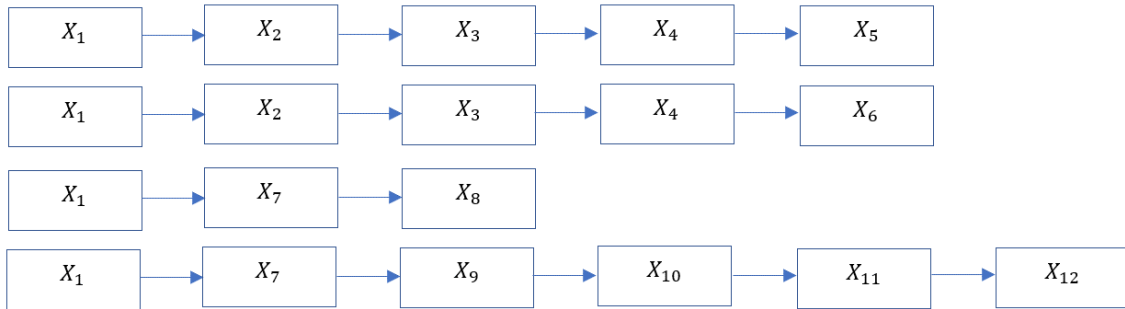 X₁ X₂ X₃ X₄ X₅
X₁ X₂ X₃ X₄ X₆
X₁ X₇ X₈
X₁ X₇ X₉ X₁₀ X₁₁ X₁₂